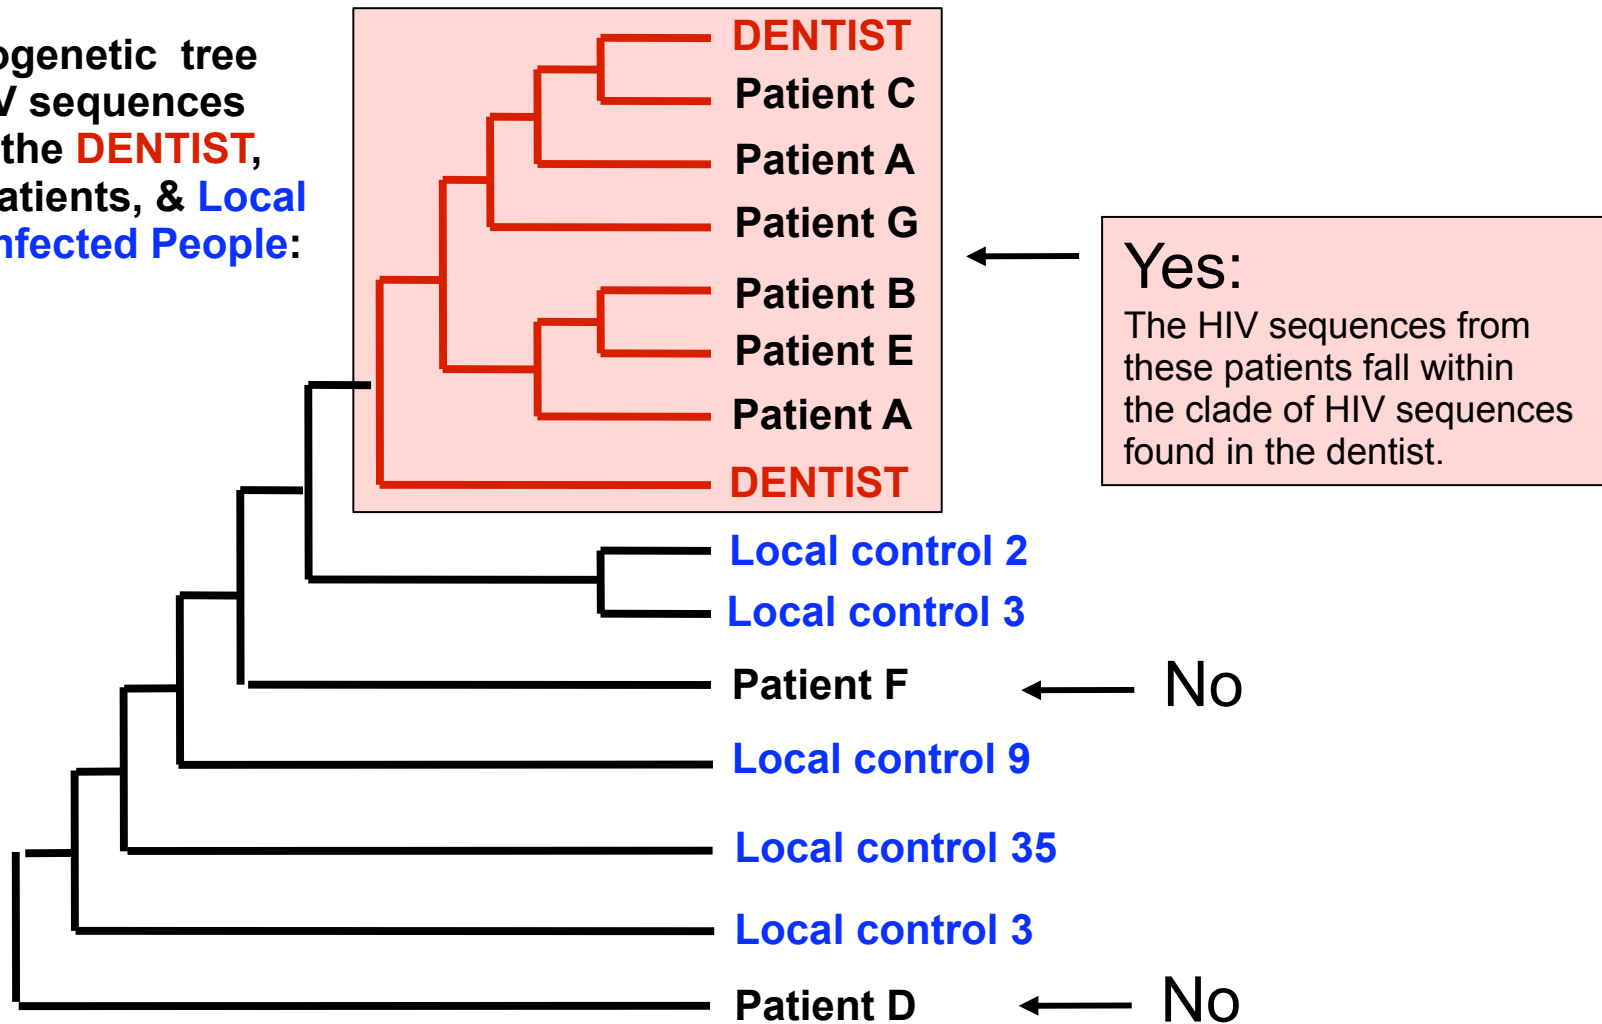 ogenetic tree
V sequences
the DENTIST,
atients, & Local
nfected People:
DENTIST
Patient C
Patient A
Patient G
Patient B
Patient E
Patient A
DENTIST
Yes:
The HIV sequences from
these patients fall within
the clade of HIV sequences
found in the dentist.
Local control 2
Local control 3
Patient F
No
Local control 9
Local control 35
Local control 3
Patient D
No